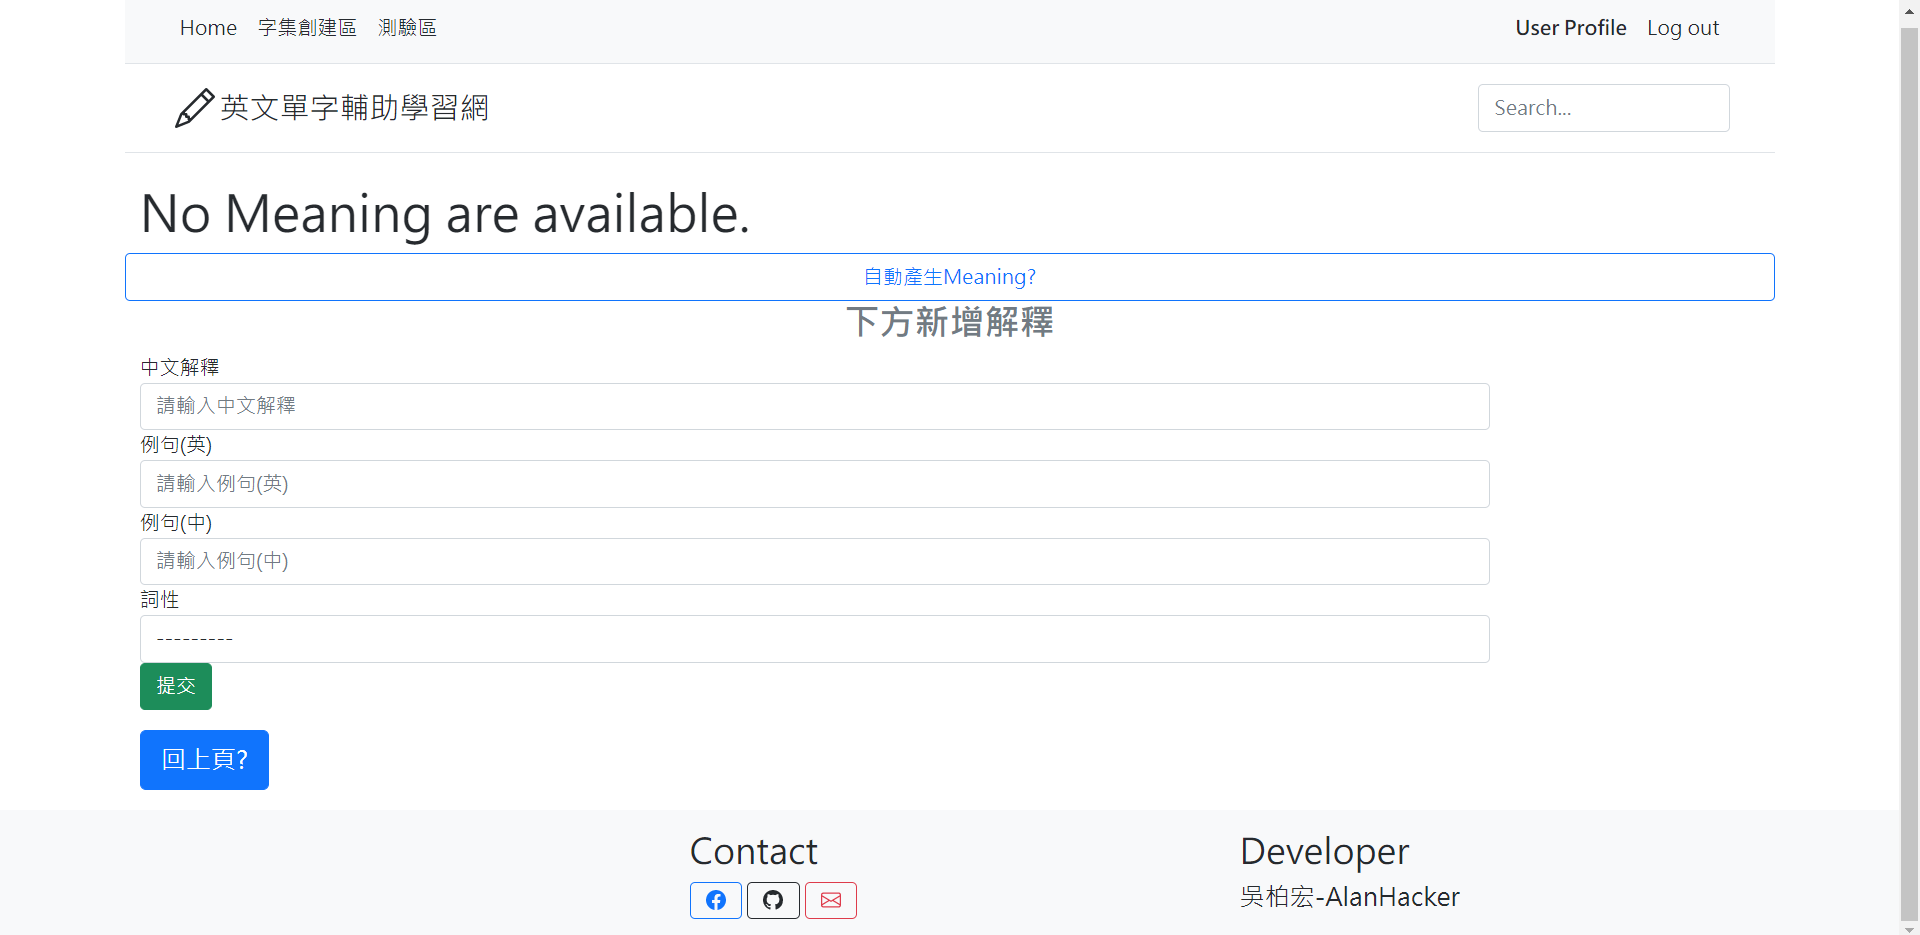 Home 字集創建區 測驗區 User Profile Log out
英文單字輔助學習網 Search...
No Meaning are available.
自動產生Meaning?
下方新增解釋
中文解釋
請輸入中文解釋
例句(英)
請輸入例句(英)
例句(中)
請輸入例句(中)
詞性
---------
提交
回上頁?
Contact Developer
吳柏宏-AlanHacker